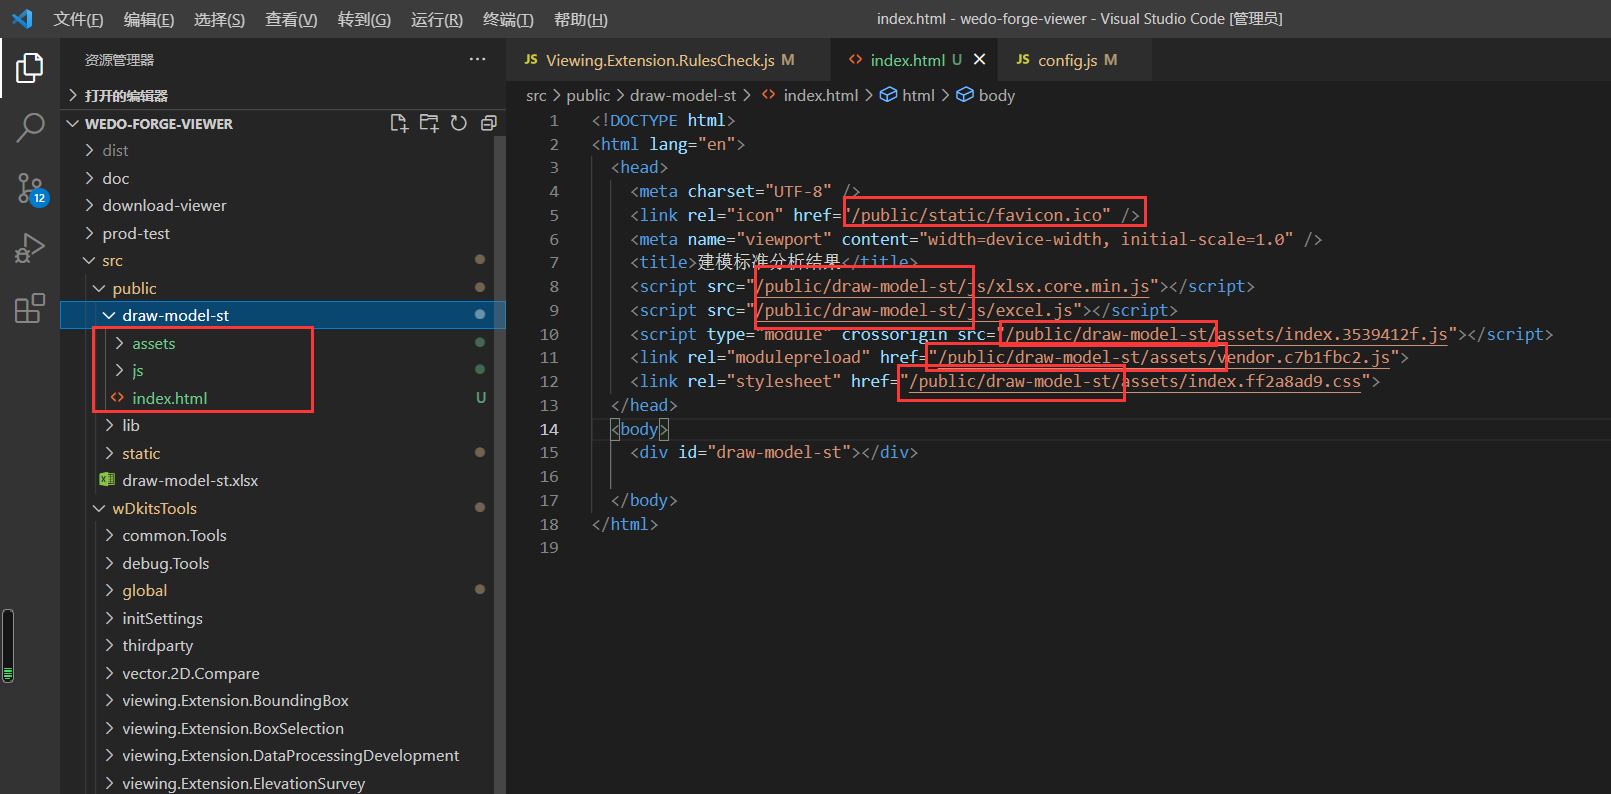 文件(F) 编辑(E) 选择(S) 查看(V) 转到(G) 运行(R) 终端(T) 帮助(H)
index.html - wedo-forge-viewer - Visual Studio Code [管理员]
资源管理器 ···
打开的编辑器
WEDO-FORGE-VIEWER
dist
doc
download-viewer
prod-test
src
public
draw-model-st
assets
js
index.html U
lib
static
draw-model-st.xlsx
wDkitsTools
common.Tools
debug.Tools
global
initSettings
thirdparty
vector.2D.Compare
viewing.Extension.BoundingBox
viewing.Extension.BoxSelection
viewing.Extension.DataProcessingDevelopment
viewing.Extension.ElevationSurvey
12
JS Viewing.Extension.RulesCheck.js M
<> index.html U ×
JS config.js M
src > public > draw-model-st > <> index.html > html > body
1 <!DOCTYPE html>
2 <html lang="en">
3 <head>
4 <meta charset="UTF-8" />
5 <link rel="icon" href="/public/static/favicon.ico" />
6 <meta name="viewport" content="width=device-width, initial-scale=1.0" />
7 <title>建模标准分析结果</title>
8 <script src="/public/draw-model-st/js/xlsx.core.min.js"></script>
9 <script src="/public/draw-model-st/js/excel.js"></script>
10 <script type="module" crossorigin src="/public/draw-model-st/assets/index.3539412f.js"></script>
11 <link rel="modulepreload" href="/public/draw-model-st/assets/vendor.c7b1fbc2.js">
12 <link rel="stylesheet" href="/public/draw-model-st/assets/index.ff2a8ad9.css">
13 </head>
14 <body>
15 <div id="draw-model-st"></div>
16
17 </body>
18 </html>
19